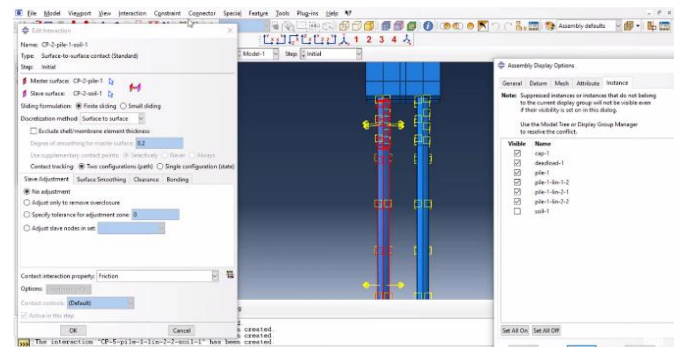 File Model Viewport View Interaction Constraint Connector Special Feature Tools Plug-ins Help
Assembly defaults
1 2 3 4
Model-1 Step: Initial
Edit Interaction
Name: CP-2-pile-1-soil-1
Type: Surface-to-surface contact (Standard)
Step: Initial
Master surface: CP-2-pile-1
Slave surface: CP-2-soil-1
Sliding formulation: Finite sliding Small sliding
Discretization method: Surface to surface
Exclude shell/membrane element thickness
Degree of smoothing for master surface: 0.2
Use supplementary contact points: Selectively Never Always
Contact tracking: Two configurations (path) Single configuration (state)
Slave Adjustment Surface Smoothing Clearance Bonding
No adjustment
Adjust only to remove overclosure
Specify tolerance for adjustment zone: 0
Adjust slave nodes in set:
Contact interaction property: Friction
Options:
Contact controls: (Default)
Active in this step
OK Cancel
s created.
s created.
s created.
The interaction "CP-5-pile-1-lin-2-2-soil-1" has been created.
Assembly Display Options
General Datum Mesh Attribute Instance
Note: Suppressed instances or instances that do not belong
to the current display group will not be visible even
if their visibility is set on in this dialog.
Use the Model Tree or Display Group Manager
to resolve the conflict.
Visible Name
cap-1
deadload-1
pile-1
pile-1-lin-1-2
pile-1-lin-2-1
pile-1-lin-2-2
soil-1
Set All On Set All Off